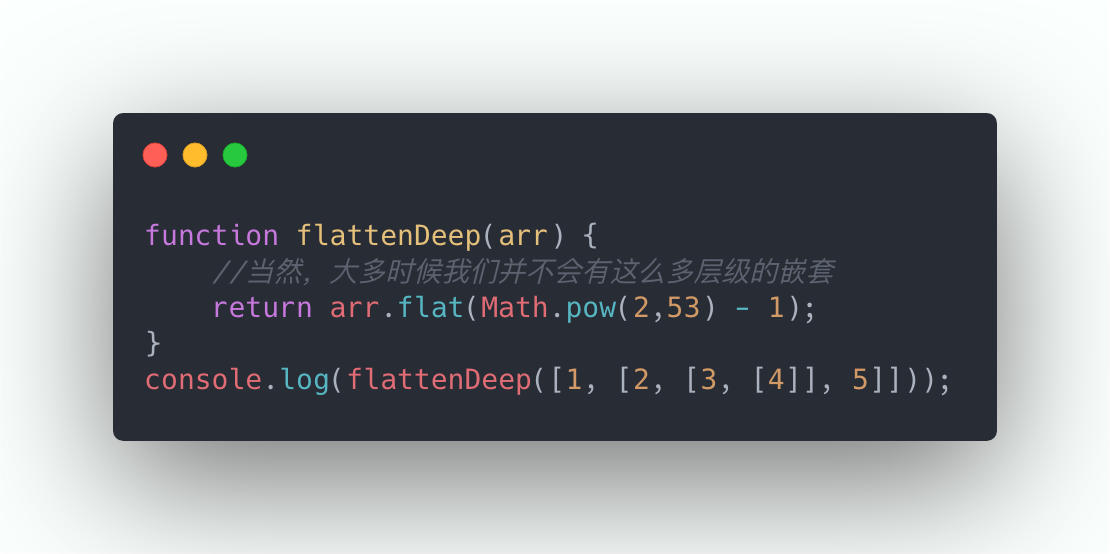 function flattenDeep(arr) {
    //当然，大多时候我们并不会有这么多层级的嵌套
    return arr.flat(Math.pow(2,53) - 1);
}
console.log(flattenDeep([1, [2, [3, [4]], 5]]));